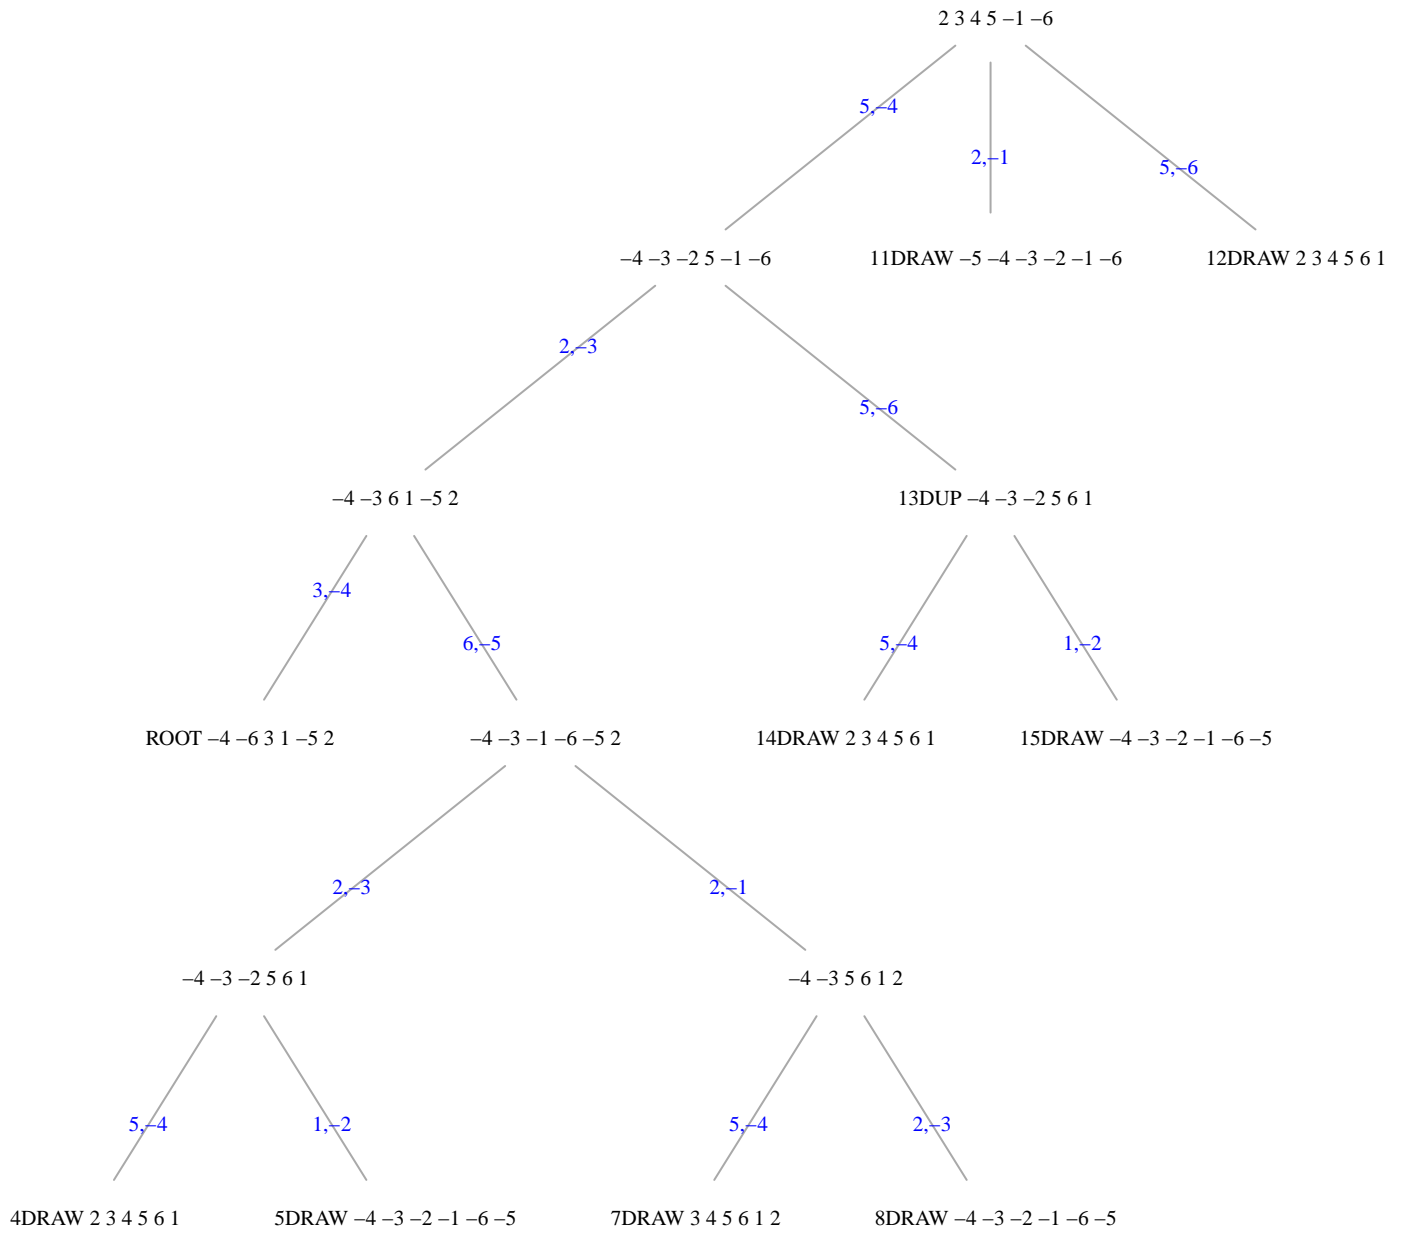 2 3 4 5 −1 −6
5,−4
2,−1
5,−6
−4 −3 −2 5 −1 −6
11DRAW −5 −4 −3 −2 −1 −6
12DRAW 2 3 4 5 6 1
2,−3
5,−6
−4 −3 6 1 −5 2
13DUP −4 −3 −2 5 6 1
3,−4
6,−5
5,−4
1,−2
ROOT −4 −6 3 1 −5 2
−4 −3 −1 −6 −5 2
14DRAW 2 3 4 5 6 1
15DRAW −4 −3 −2 −1 −6 −5
2,−3
2,−1
−4 −3 −2 5 6 1
−4 −3 5 6 1 2
5,−4
1,−2
5,−4
2,−3
4DRAW 2 3 4 5 6 1
5DRAW −4 −3 −2 −1 −6 −5
7DRAW 3 4 5 6 1 2
8DRAW −4 −3 −2 −1 −6 −5